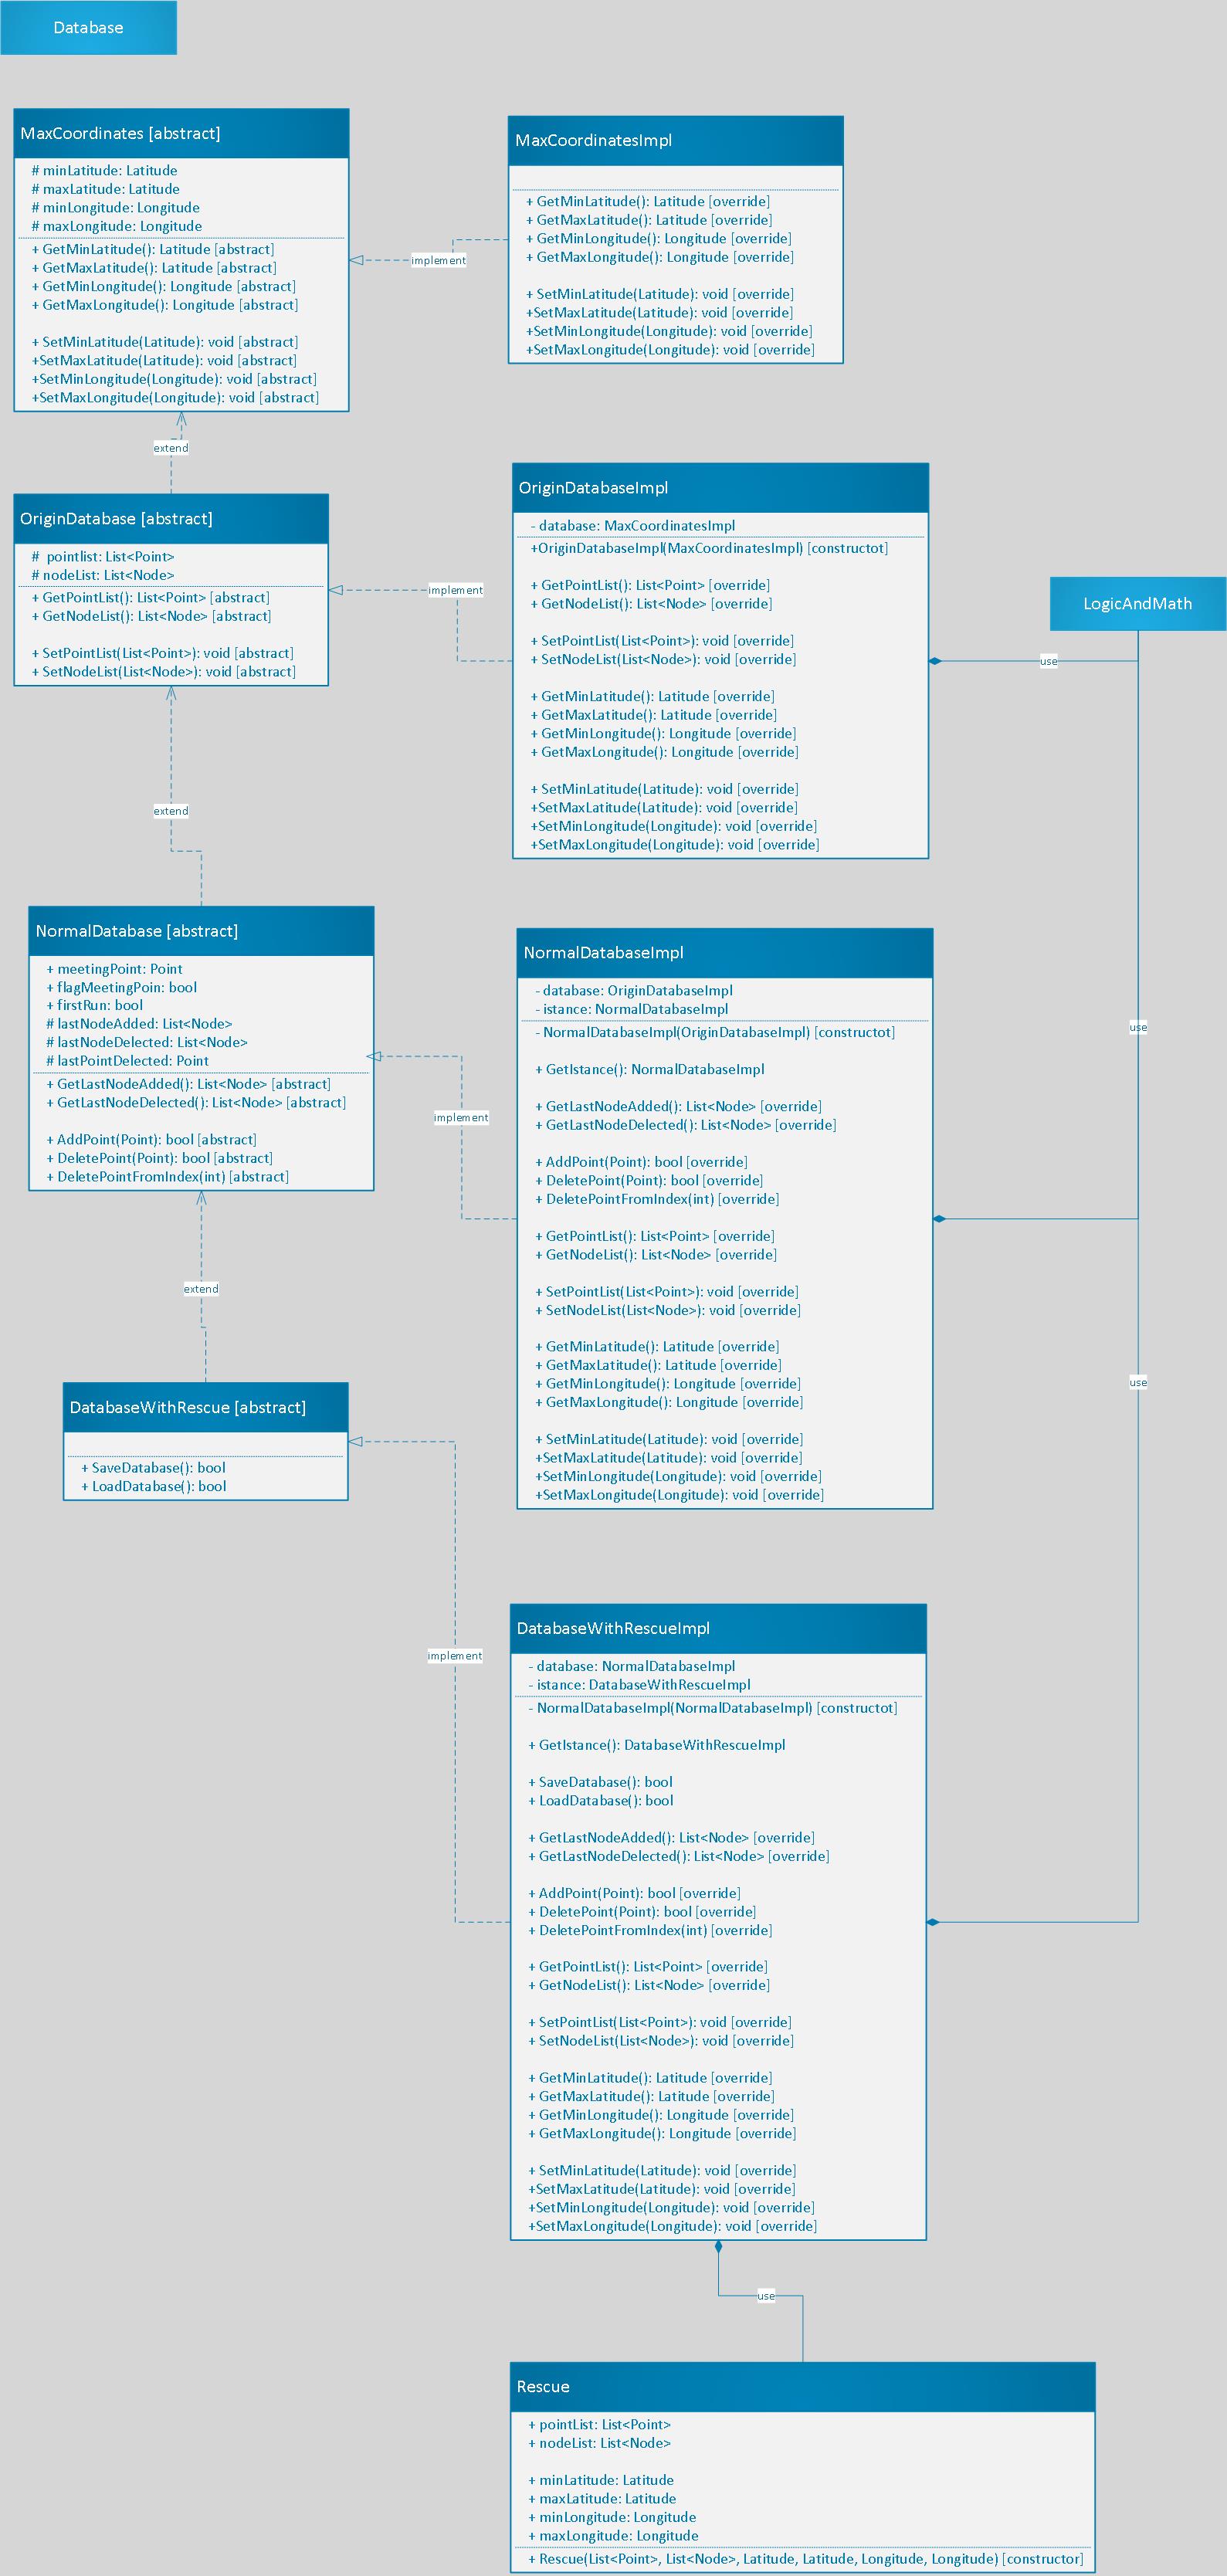 Database
MaxCoordinates [abstract]
# minLatitude: Latitude
# maxLatitude: Latitude
# minLongitude: Longitude
# maxLongitude: Longitude
+ GetMinLatitude(): Latitude [abstract]
+ GetMaxLatitude(): Latitude [abstract]
+ GetMinLongitude(): Longitude [abstract]
+ GetMaxLongitude(): Longitude [abstract]
+ SetMinLatitude(Latitude): void [abstract]
+SetMaxLatitude(Latitude): void [abstract]
+SetMinLongitude(Longitude): void [abstract]
+SetMaxLongitude(Longitude): void [abstract]
implement
MaxCoordinatesImpl
+ GetMinLatitude(): Latitude [override]
+ GetMaxLatitude(): Latitude [override]
+ GetMinLongitude(): Longitude [override]
+ GetMaxLongitude(): Longitude [override]
+ SetMinLatitude(Latitude): void [override]
+SetMaxLatitude(Latitude): void [override]
+SetMinLongitude(Longitude): void [override]
+SetMaxLongitude(Longitude): void [override]
extend
OriginDatabase [abstract]
# pointlist: List<Point>
# nodeList: List<Node>
+ GetPointList(): List<Point> [abstract]
+ GetNodeList(): List<Node> [abstract]
+ SetPointList(List<Point>): void [abstract]
+ SetNodeList(List<Node>): void [abstract]
implement
OriginDatabaseImpl
- database: MaxCoordinatesImpl
+OriginDatabaseImpl(MaxCoordinatesImpl) [constructot]
+ GetPointList(): List<Point> [override]
+ GetNodeList(): List<Node> [override]
+ SetPointList(List<Point>): void [override]
+ SetNodeList(List<Node>): void [override]
+ GetMinLatitude(): Latitude [override]
+ GetMaxLatitude(): Latitude [override]
+ GetMinLongitude(): Longitude [override]
+ GetMaxLongitude(): Longitude [override]
+ SetMinLatitude(Latitude): void [override]
+SetMaxLatitude(Latitude): void [override]
+SetMinLongitude(Longitude): void [override]
+SetMaxLongitude(Longitude): void [override]
LogicAndMath
use
extend
NormalDatabase [abstract]
+ meetingPoint: Point
+ flagMeetingPoin: bool
+ firstRun: bool
# lastNodeAdded: List<Node>
# lastNodeDelected: List<Node>
# lastPointDelected: Point
+ GetLastNodeAdded(): List<Node> [abstract]
+ GetLastNodeDelected(): List<Node> [abstract]
+ AddPoint(Point): bool [abstract]
+ DeletePoint(Point): bool [abstract]
+ DeletePointFromIndex(int) [abstract]
implement
NormalDatabaseImpl
- database: OriginDatabaseImpl
- istance: NormalDatabaseImpl
- NormalDatabaseImpl(OriginDatabaseImpl) [constructot]
+ GetIstance(): NormalDatabaseImpl
+ GetLastNodeAdded(): List<Node> [override]
+ GetLastNodeDelected(): List<Node> [override]
+ AddPoint(Point): bool [override]
+ DeletePoint(Point): bool [override]
+ DeletePointFromIndex(int) [override]
+ GetPointList(): List<Point> [override]
+ GetNodeList(): List<Node> [override]
+ SetPointList(List<Point>): void [override]
+ SetNodeList(List<Node>): void [override]
+ GetMinLatitude(): Latitude [override]
+ GetMaxLatitude(): Latitude [override]
+ GetMinLongitude(): Longitude [override]
+ GetMaxLongitude(): Longitude [override]
+ SetMinLatitude(Latitude): void [override]
+SetMaxLatitude(Latitude): void [override]
+SetMinLongitude(Longitude): void [override]
+SetMaxLongitude(Longitude): void [override]
use
use
extend
DatabaseWithRescue [abstract]
+ SaveDatabase(): bool
+ LoadDatabase(): bool
implement
DatabaseWithRescueImpl
- database: NormalDatabaseImpl
- istance: DatabaseWithRescueImpl
- NormalDatabaseImpl(NormalDatabaseImpl) [constructot]
+ GetIstance(): DatabaseWithRescueImpl
+ SaveDatabase(): bool
+ LoadDatabase(): bool
+ GetLastNodeAdded(): List<Node> [override]
+ GetLastNodeDelected(): List<Node> [override]
+ AddPoint(Point): bool [override]
+ DeletePoint(Point): bool [override]
+ DeletePointFromIndex(int) [override]
+ GetPointList(): List<Point> [override]
+ GetNodeList(): List<Node> [override]
+ SetPointList(List<Point>): void [override]
+ SetNodeList(List<Node>): void [override]
+ GetMinLatitude(): Latitude [override]
+ GetMaxLatitude(): Latitude [override]
+ GetMinLongitude(): Longitude [override]
+ GetMaxLongitude(): Longitude [override]
+ SetMinLatitude(Latitude): void [override]
+SetMaxLatitude(Latitude): void [override]
+SetMinLongitude(Longitude): void [override]
+SetMaxLongitude(Longitude): void [override]
use
Rescue
+ pointList: List<Point>
+ nodeList: List<Node>
+ minLatitude: Latitude
+ maxLatitude: Latitude
+ minLongitude: Longitude
+ maxLongitude: Longitude
+ Rescue(List<Point>, List<Node>, Latitude, Latitude, Longitude, Longitude) [constructor]